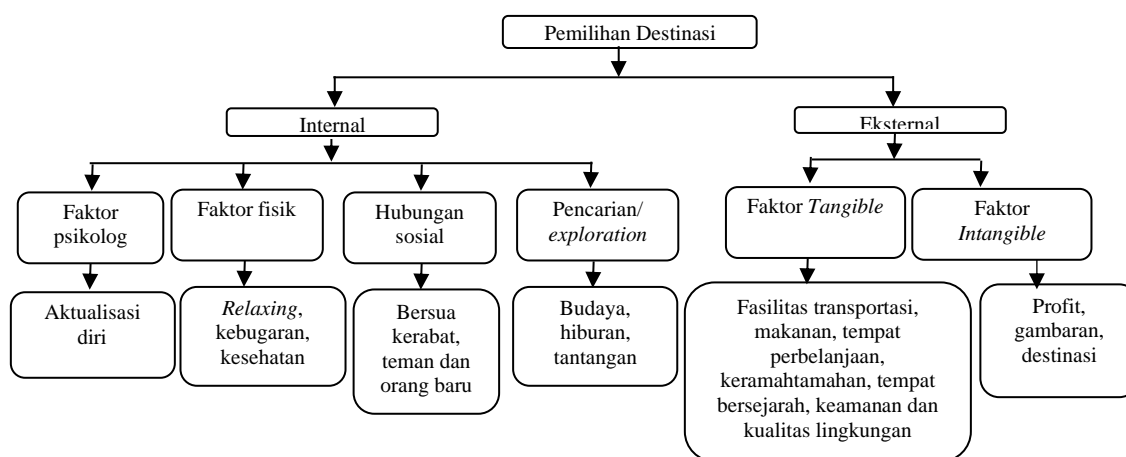 Pemilihan Destinasi
Internal
Eksternal
Faktor
psikolog
Faktor fisik
Hubungan
sosial
Pencarian/
exploration
Faktor Tangible
Faktor
Intangible
Aktualisasi
diri
Relaxing,
kebugaran,
kesehatan
Bersua
kerabat,
teman dan
orang baru
Budaya,
hiburan,
tantangan
Fasilitas transportasi,
makanan, tempat
perbelanjaan,
keramahtamahan, tempat
bersejarah, keamanan dan
kualitas lingkungan
Profit,
gambaran,
destinasi